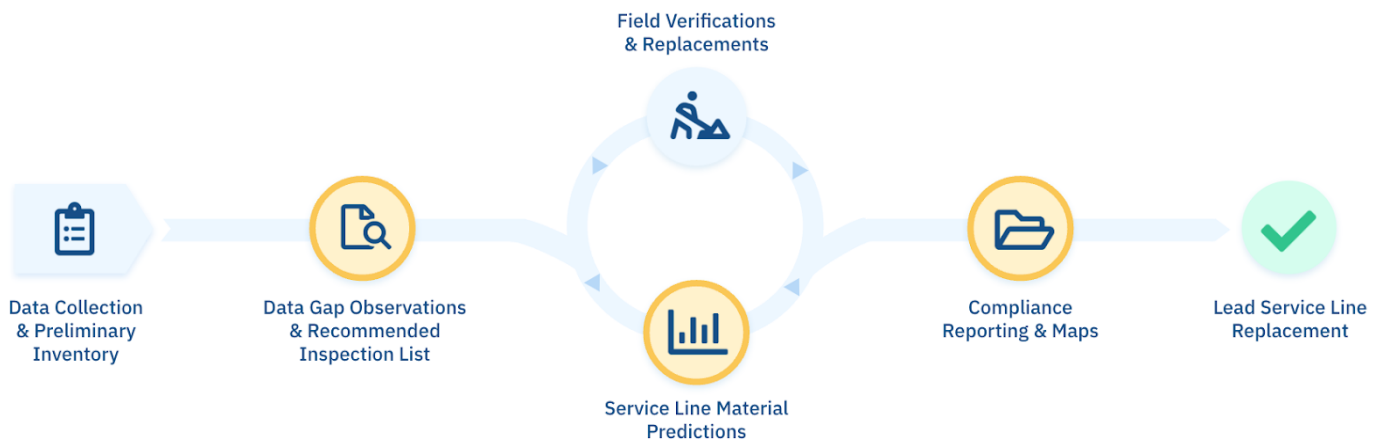 Field Verifications
& Replacements
Data Collection
& Preliminary
Inventory
Data Gap Observations
& Recommended
Inspection List
Service Line Material
Predictions
Compliance
Reporting & Maps
Lead Service Line
Replacement